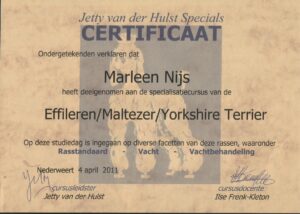 Jetty van der Hulst Specials
CERTIFICAAT
Ondergetekenden verklaren dat
Marleen Nijs
heeft deelgenomen aan de specialisatiecursus van de
Effileren/Maltezer/Yorkshire Terrier
Op deze studiedag is ingegaan op diverse facetten van deze rassen, waaronder
Rasstandaard - Vacht - Vachtbehandeling
Nederweert 4 april 2011
cursusleidster cursusdocente
Jetty van der Hulst Ilse Frenk-Kleton